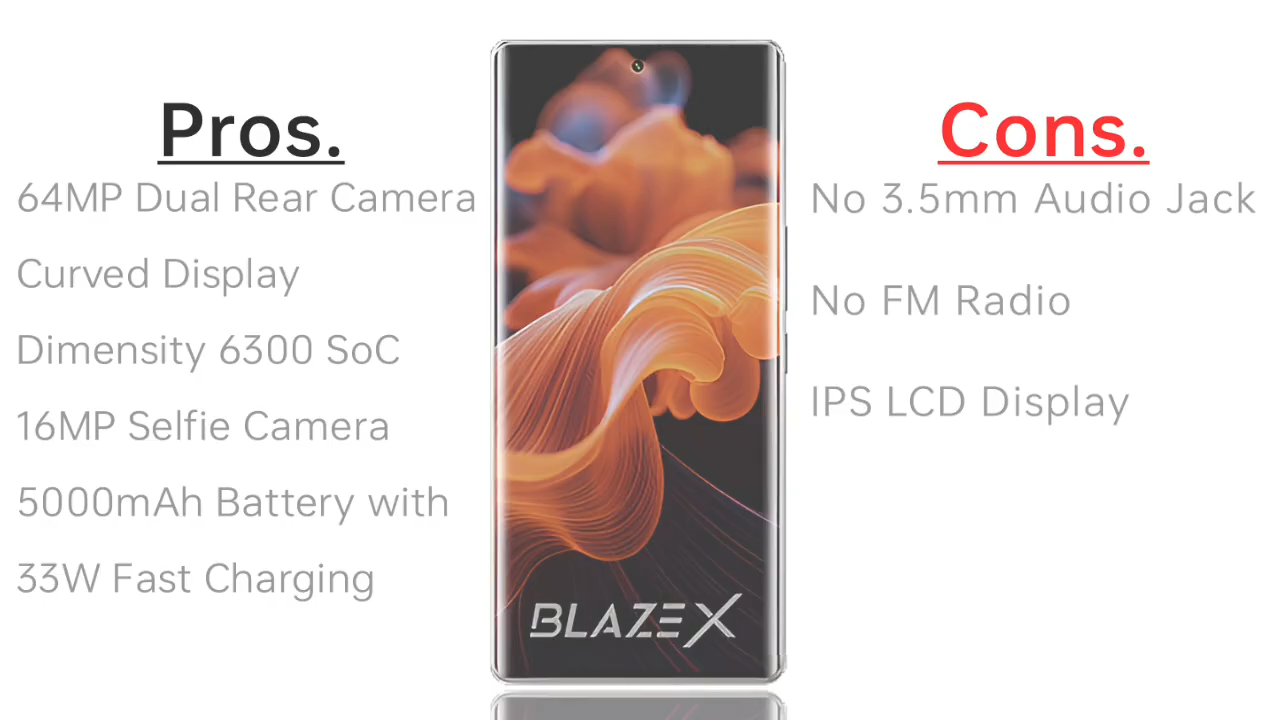 Pros.
64MP Dual Rear Camera
Curved Display
Dimensity 6300 SoC
16MP Selfie Camera
5000mAh Battery with
33W Fast Charging
BLAZE X
Cons.
No 3.5mm Audio Jack
No FM Radio
IPS LCD Display